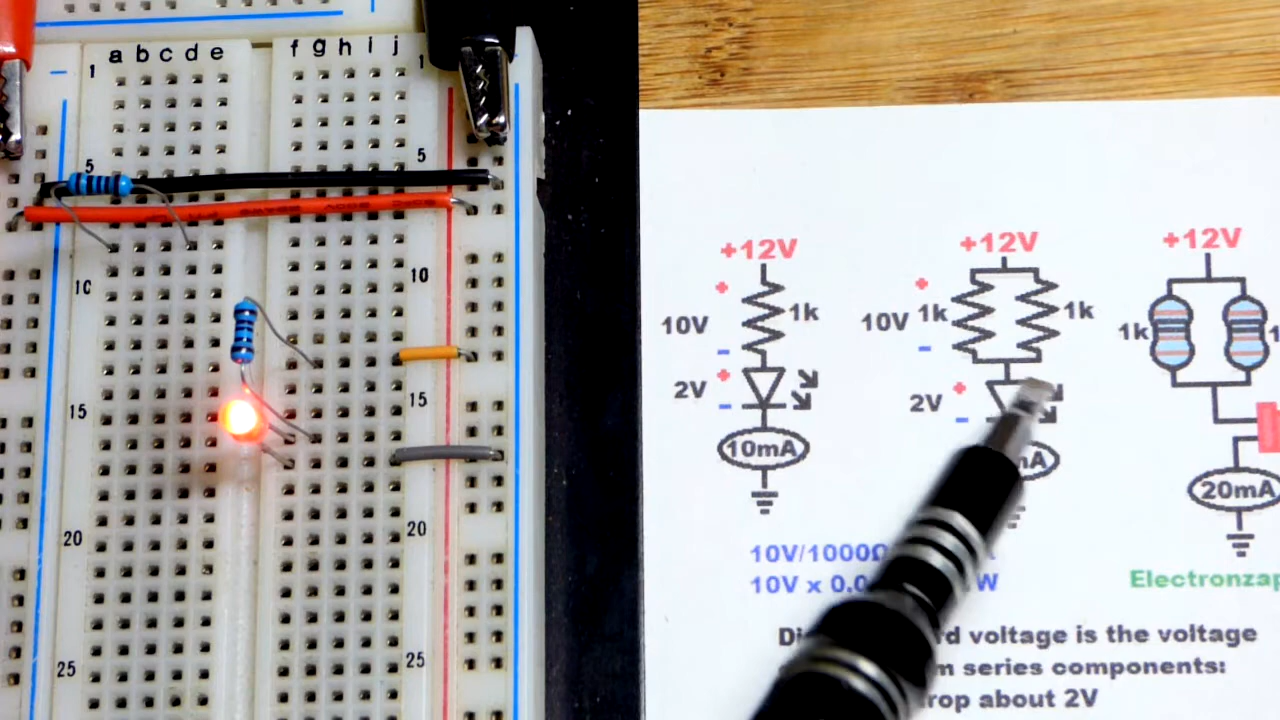 a b c d e f g h i j
1 1
5 5
10 10
15 15
20 20
25 25
+12V +12V +12V
+ +
10V 1k 10V 1k 1k 1k
- -
+ +
2V 2V
- -
10mA 20mA
10V/1000Ω
10V x 0.0 W
Electronzap
voltage is the voltage
series components:
about 2V